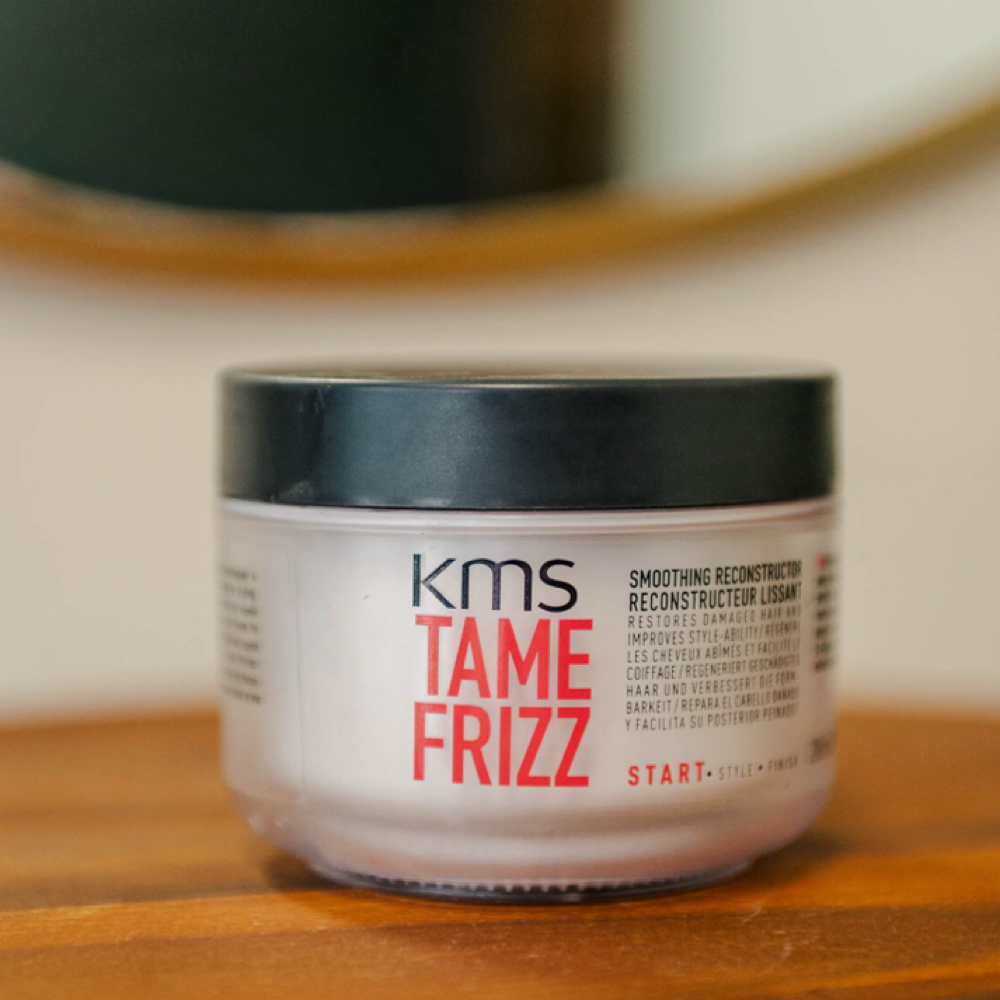 kms
TAME
FRIZZ
SMOOTHING RECONSTRUCTOR
RECONSTRUCTEUR LISSANT
RESTORES DAMAGED HAIR AND
IMPROVES STYLE-ABILITY/RÉGÉNÈRE
LES CHEVEUX ABÎMES ET FACILITE LE
COIFFAGE/REGENERIERT GESCHÄDIGTES
HAAR UND VERBESSERT DIE FORM-
BARKEIT/REPARA EL CABELLO DAÑADO
Y FACILITA SU POSTERIOR PEINADO
START• STYLE • FINISH